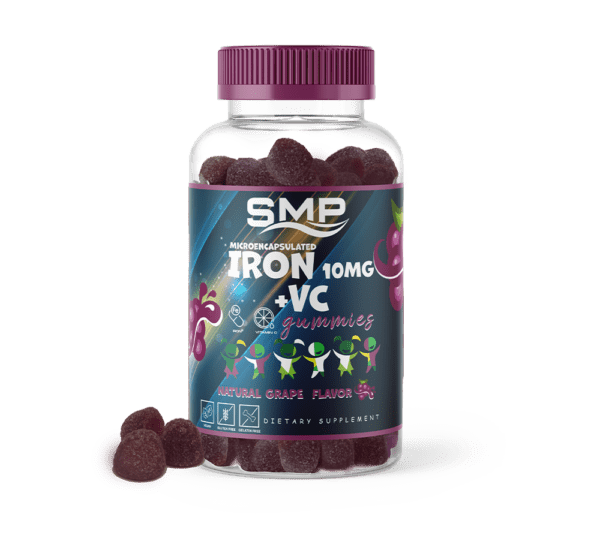 SMP
MICROENCAPSULATED
IRON 10MG
+VC
gummies
NATURAL GRAPE FLAVOR
DIETARY SUPPLEMENT